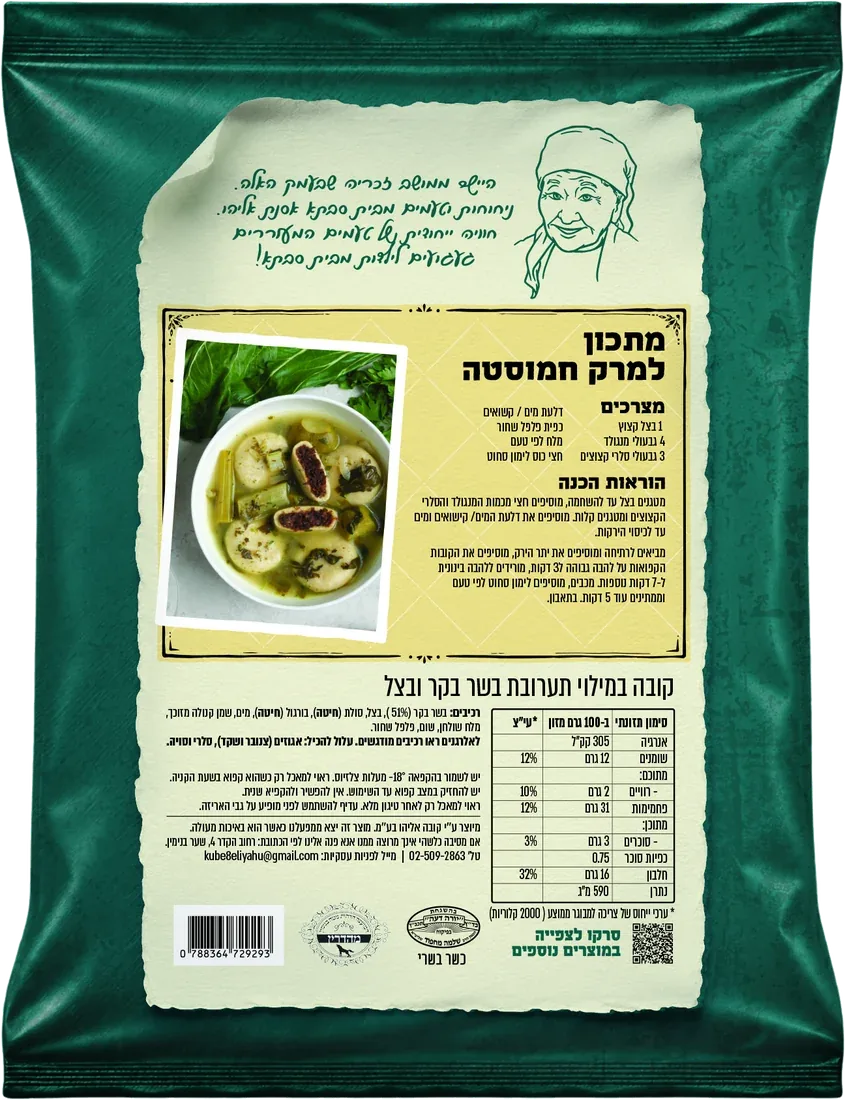 היישר ממושב זכריה שבעמק האלה.
ניחוחות וטעמים מבית סבתא אסנת אליהו.
חוויה ייחודית של טעמים המעוררים
געגועים לילדות מבית סבתא!
מתכון
למרק חמוסטה
מצרכים
1 בצל קצוץ
4 גבעולי מנגולד
3 גבעולי סלרי קצוצים
דלעת מים / קשואים
כפית פלפל שחור
מלח לפי טעם
חצי כוס לימון סחוט
הוראות הכנה
מטגנים בצל עד להשחמה, מוסיפים חצי מכמות המנגולד והסלרי
הקצוצים ומטגנים קלות. מוסיפים את דלעת המים/ קישואים ומים
עד לכיסוי הירקות.
מביאים לרתיחה ומוסיפים את יתר הירק, מוסיפים את הקובות
הקפואות על להבה גבוהה ל3 דקות, מורידים ללהבה בינונית
ל-7 דקות נוספות. מכבים, מוסיפים לימון סחוט לפי טעם
וממתינים עוד 5 דקות. בתאבון.
קובה במילוי תערובת בשר בקר ובצל
סימון תזונתי ב-100 גרם מזון *עי"צ
אנרגיה 305 קק"ל
שומנים 12 גרם 12%
מתוכם:
- רוויים 2 גרם 10%
פחמימות 31 גרם 12%
מתוכן:
- סוכרים 3 גרם 3%
כפיות סוכר 0.75
חלבון 16 גרם 32%
נתרן 590 מ"ג
* ערכי ייחוס של צריכה למבוגר ממוצע (2000 קלוריות)
רכיבים: בשר בקר (51%), בצל, סולת (חיטה), בורגול (חיטה), מים, שמן קנולה מזוכך,
מלח שולחן, שום, פלפל שחור.
לאלרגנים ראו רכיבים מודגשים. עלול להכיל: אגוזים (צנובר ושקד), סלרי וסויה.
יש לשמור בהקפאה 18°- מעלות צלזיוס. ראוי למאכל רק כשהוא קפוא בשעת הקניה.
יש להחזיק במצב קפוא עד השימוש. אין להפשיר ולהקפיא שנית.
ראוי למאכל רק לאחר טיגון מלא. עדיף להשתמש לפני מופיע על גבי האריזה.
מיוצר ע"י קובה אליהו בע"מ. מוצר זה יצא ממפעלנו כאשר הוא באיכות מעולה.
אם מסיבה כלשהי אינך מרוצה ממנו אנא פנה אלינו לפי הכתובת: רחוב הקדר 4, שער בנימין.
טל' 02-509-2863 | מייל לפניות עסקיות: kube8eliyahu@gmail.com
סרקו לצפייה
במוצרים נוספים
בהשגחת
יורה דעה
שלמה מחפוד
כשר בשרי
מהדרין
0 788364 729293